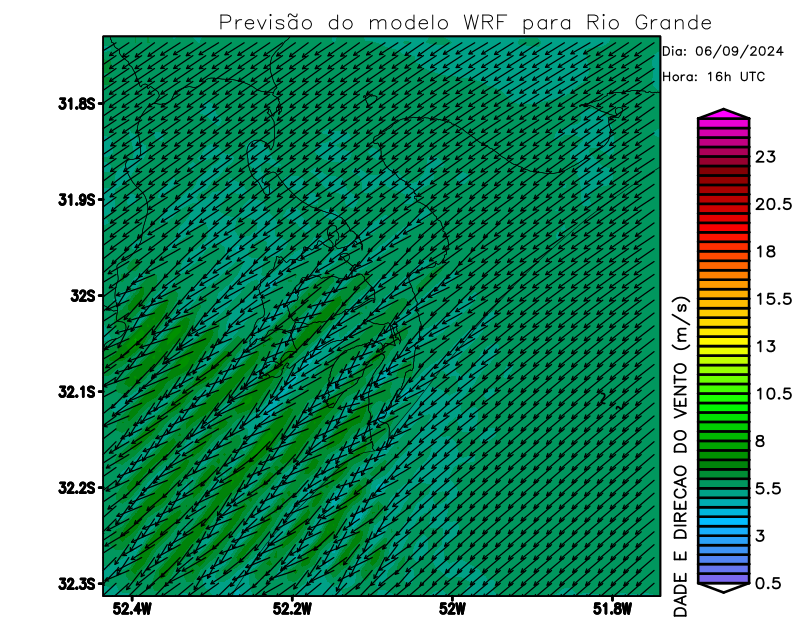 Previsão do modelo WRF para Rio Grande
Dia: 06/09/2024
Hora: 16h UTC
31.8S
31.9S
32S
32.1S
32.2S
32.3S
52.4W
52.2W
52W
51.8W
23
20.5
18
15.5
13
10.5
8
5.5
3
0.5
DADE E DIRECAO DO VENTO (m/s)